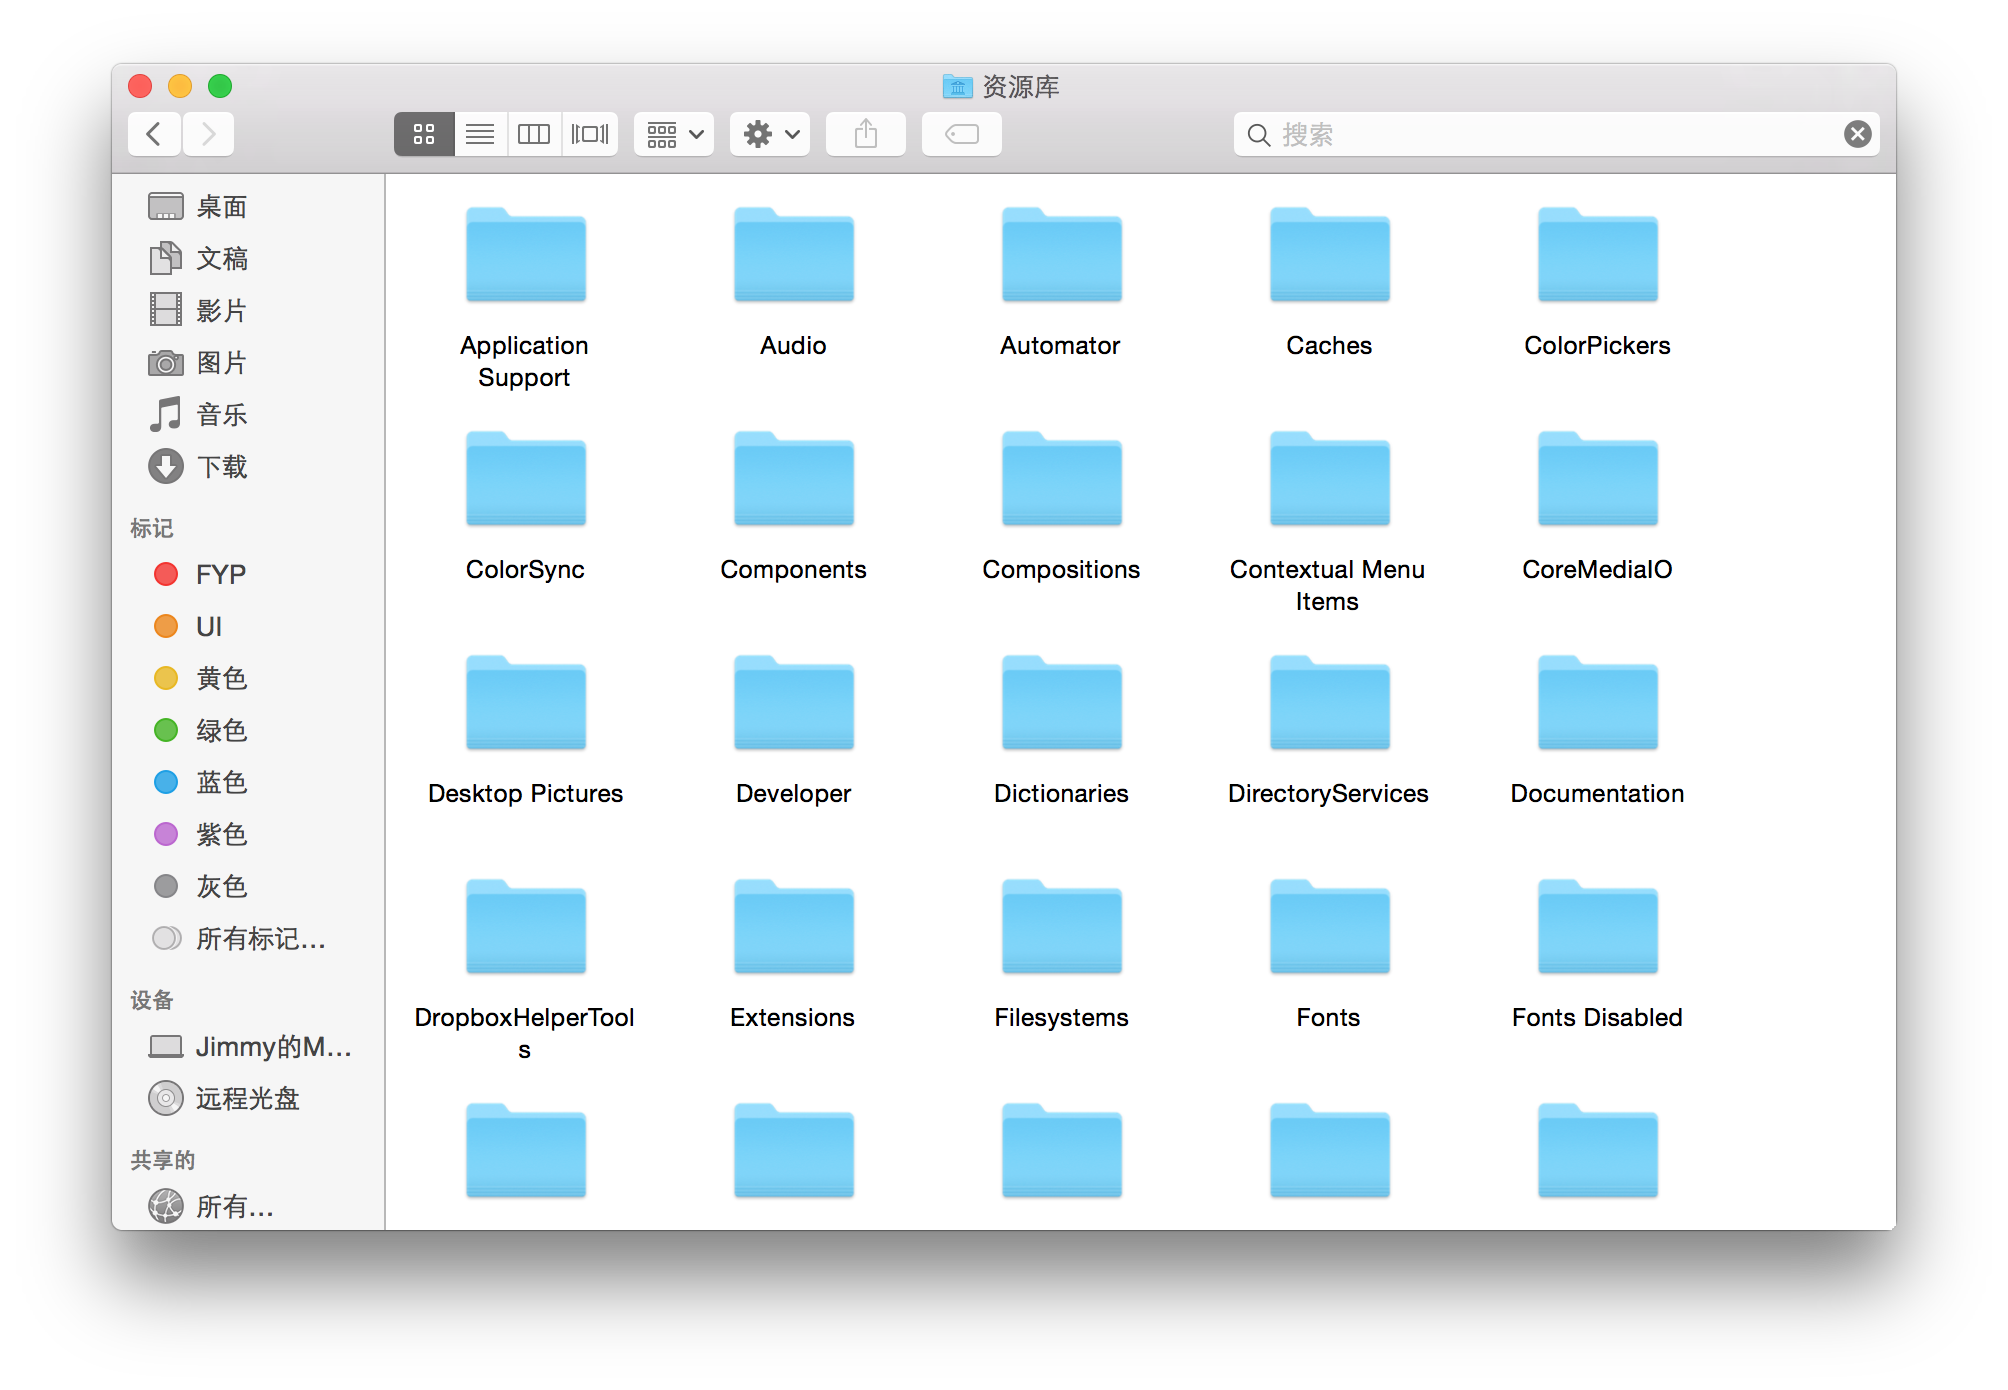 资源库
搜索
桌面
文稿
影片
图片
音乐
下载
标记
FYP
UI
黄色
绿色
蓝色
紫色
灰色
所有标记…
设备
Jimmy的M…
远程光盘
共享的
所有…
Application
Support
Audio
Automator
Caches
ColorPickers
ColorSync
Components
Compositions
Contextual Menu
Items
CoreMediaIO
Desktop Pictures
Developer
Dictionaries
DirectoryServices
Documentation
DropboxHelperTool
s
Extensions
Filesystems
Fonts
Fonts Disabled